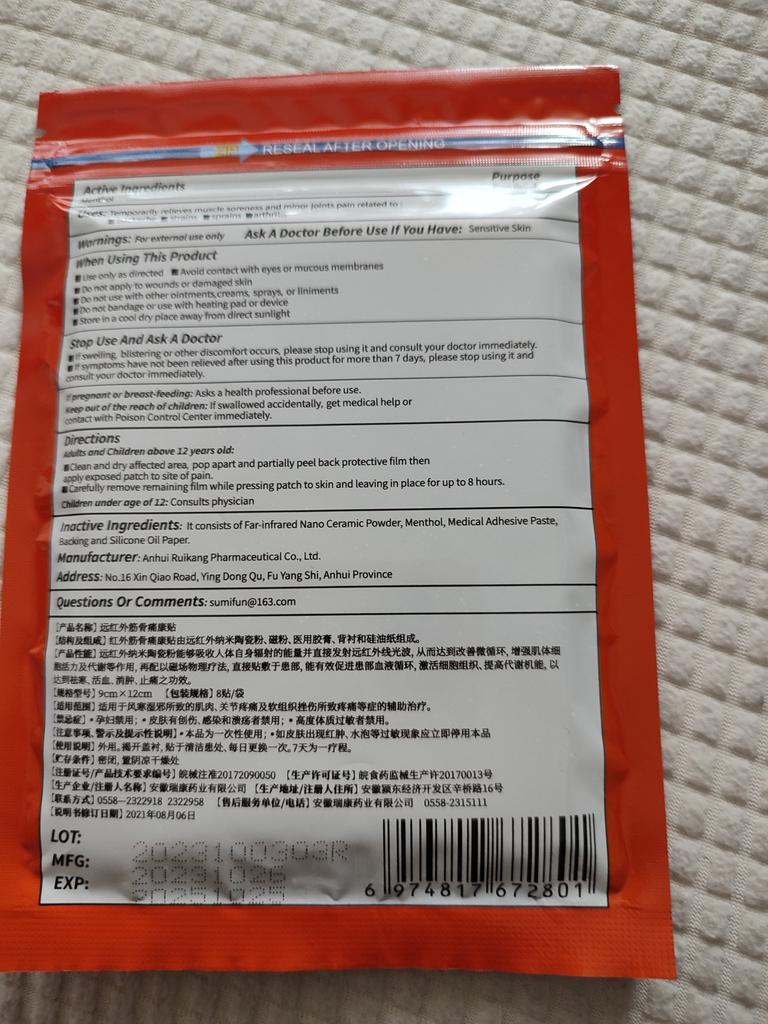 RESEAL AFTER OPENING
Active Ingredients Purpose
Menthol
Uses: Temporarily relieves muscle soreness and minor joints pain related to:
■strains ■sprains
Warnings: For external use only Ask A Doctor Before Use If You Have: Sensitive Skin
When Using This Product
■Use only as directed ■Avoid contact with eyes or mucous membranes
■Do not apply to wounds or damaged skin
■Do not use with other ointments,creams, sprays, or liniments
■Do not bandage or use with heating pad or device
■Store in a cool dry place away from direct sunlight
Stop Use And Ask A Doctor
■If swelling, blistering or other discomfort occurs, please stop using it and consult your doctor immediately.
■If symptoms have not been relieved after using this product for more than 7 days, please stop using it and
consult your doctor immediately.
If pregnant or breast-feeding: Asks a health professional before use.
Keep out of the reach of children: If swallowed accidentally, get medical help or
contact with Poison Control Center immediately.
Directions
Adults and Children above 12 years old:
■Clean and dry affected area, pop apart and partially peel back protective film then
apply exposed patch to site of pain.
■Carefully remove remaining film while pressing patch to skin and leaving in place for up to 8 hours.
Children under age of 12: Consults physician
Inactive Ingredients: It consists of Far-infrared Nano Ceramic Powder, Menthol, Medical Adhesive Paste,
Backing and Silicone Oil Paper.
Manufacturer: Anhui Ruikang Pharmaceutical Co., Ltd.
Address: No.16 Xin Qiao Road, Ying Dong Qu, Fu Yang Shi, Anhui Province
Questions Or Comments: sumifun@163.com
[产品名称] 远红外筋骨痛康贴
[结构及组成] 红外筋骨痛康贴由远红外纳米陶瓷粉、磁粉、医用胶膏、背衬和硅油纸组成。
[产品性能] 远红外纳米陶瓷粉能够吸收人体自身辐射的能量并直接发射远红外线光波, 从而达到改善微循环, 增强肌体细
胞活力及代谢等作用, 再配以磁场物理疗法, 直接贴敷于患部, 能有效促进患部血液循环, 激活细胞组织、提高代谢机能, 以
达到祛寒、活血、消肿、止痛之功效。
[规格型号] 9cm×12cm [包装规格] 8贴/袋
[适用范围] 适用于风寒湿邪所致的肌肉、关节疼痛及软组织挫伤所致疼痛等症的辅助治疗。
[禁忌症] •孕妇禁用; •皮肤有创伤、感染和溃疡者禁用; •高度体质过敏者禁用。
[注意事项、警示及提示性说明] •本品为一次性使用; •如皮肤出现红肿、水泡等过敏现象应立即停用本品
[使用说明] 外用。揭开盖衬, 贴于清洁患处、每日更换一次。7天为一疗程。
[贮存条件] 密闭, 置阴凉干燥处
[注册证号/产品技术要求编号] 皖械注准20172090050 [生产许可证号] 皖食药监械生产许20170013号
[生产企业/注册人名称] 安徽瑞康药业有限公司 [生产地址/注册人住所] 安徽颍东经济开发区辛桥路16号
[联系方式] 0558—2322918 2322958 [售后服务单位/电话] 安徽瑞康药业有限公司 0558-2315111
[说明书修订日期] 2021年08月06日
LOT:
MFG: 20231026
EXP: 20251025
6 974817 672801